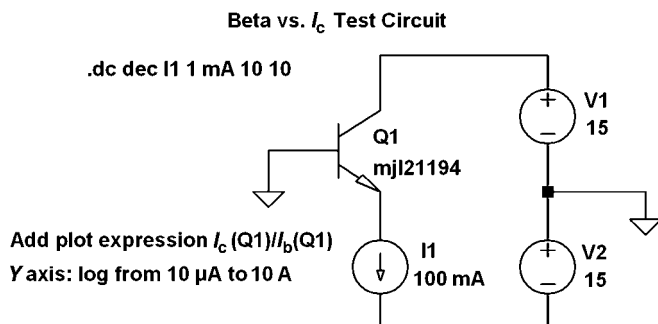 Beta vs. Ic Test Circuit
.dc dec I1 1 mA 10 10
+
V1
−
15
Q1
mjl21194
Add plot expression Ic (Q1)/Ib(Q1)
Y axis: log from 10 µA to 10 A
I1
100 mA
+
V2
−
15